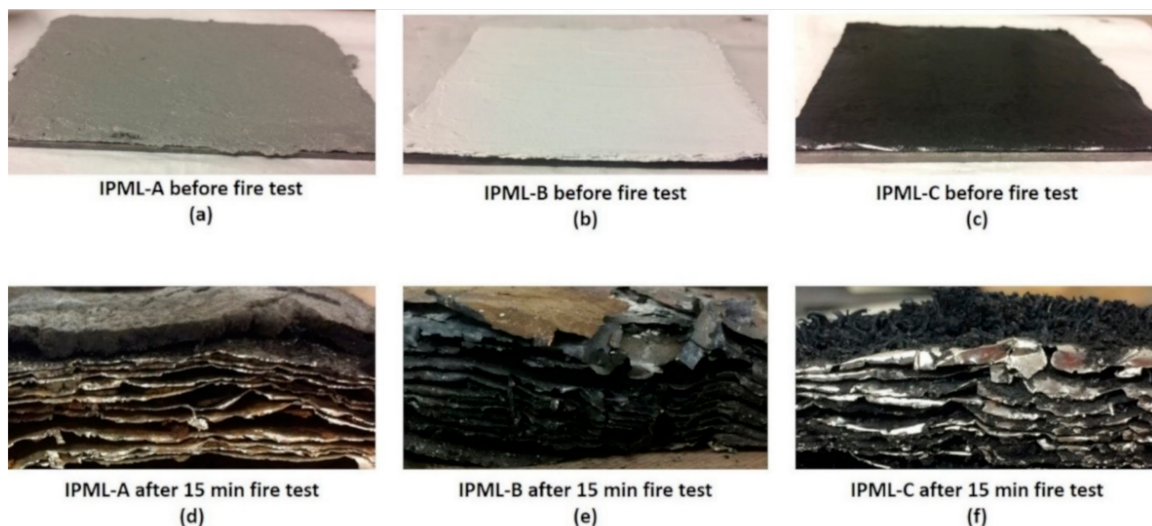 IPML-A before fire test
(a)
IPML-B before fire test
(b)
IPML-C before fire test
(c)
IPML-A after 15 min fire test
(d)
IPML-B after 15 min fire test
(e)
IPML-C after 15 min fire test
(f)